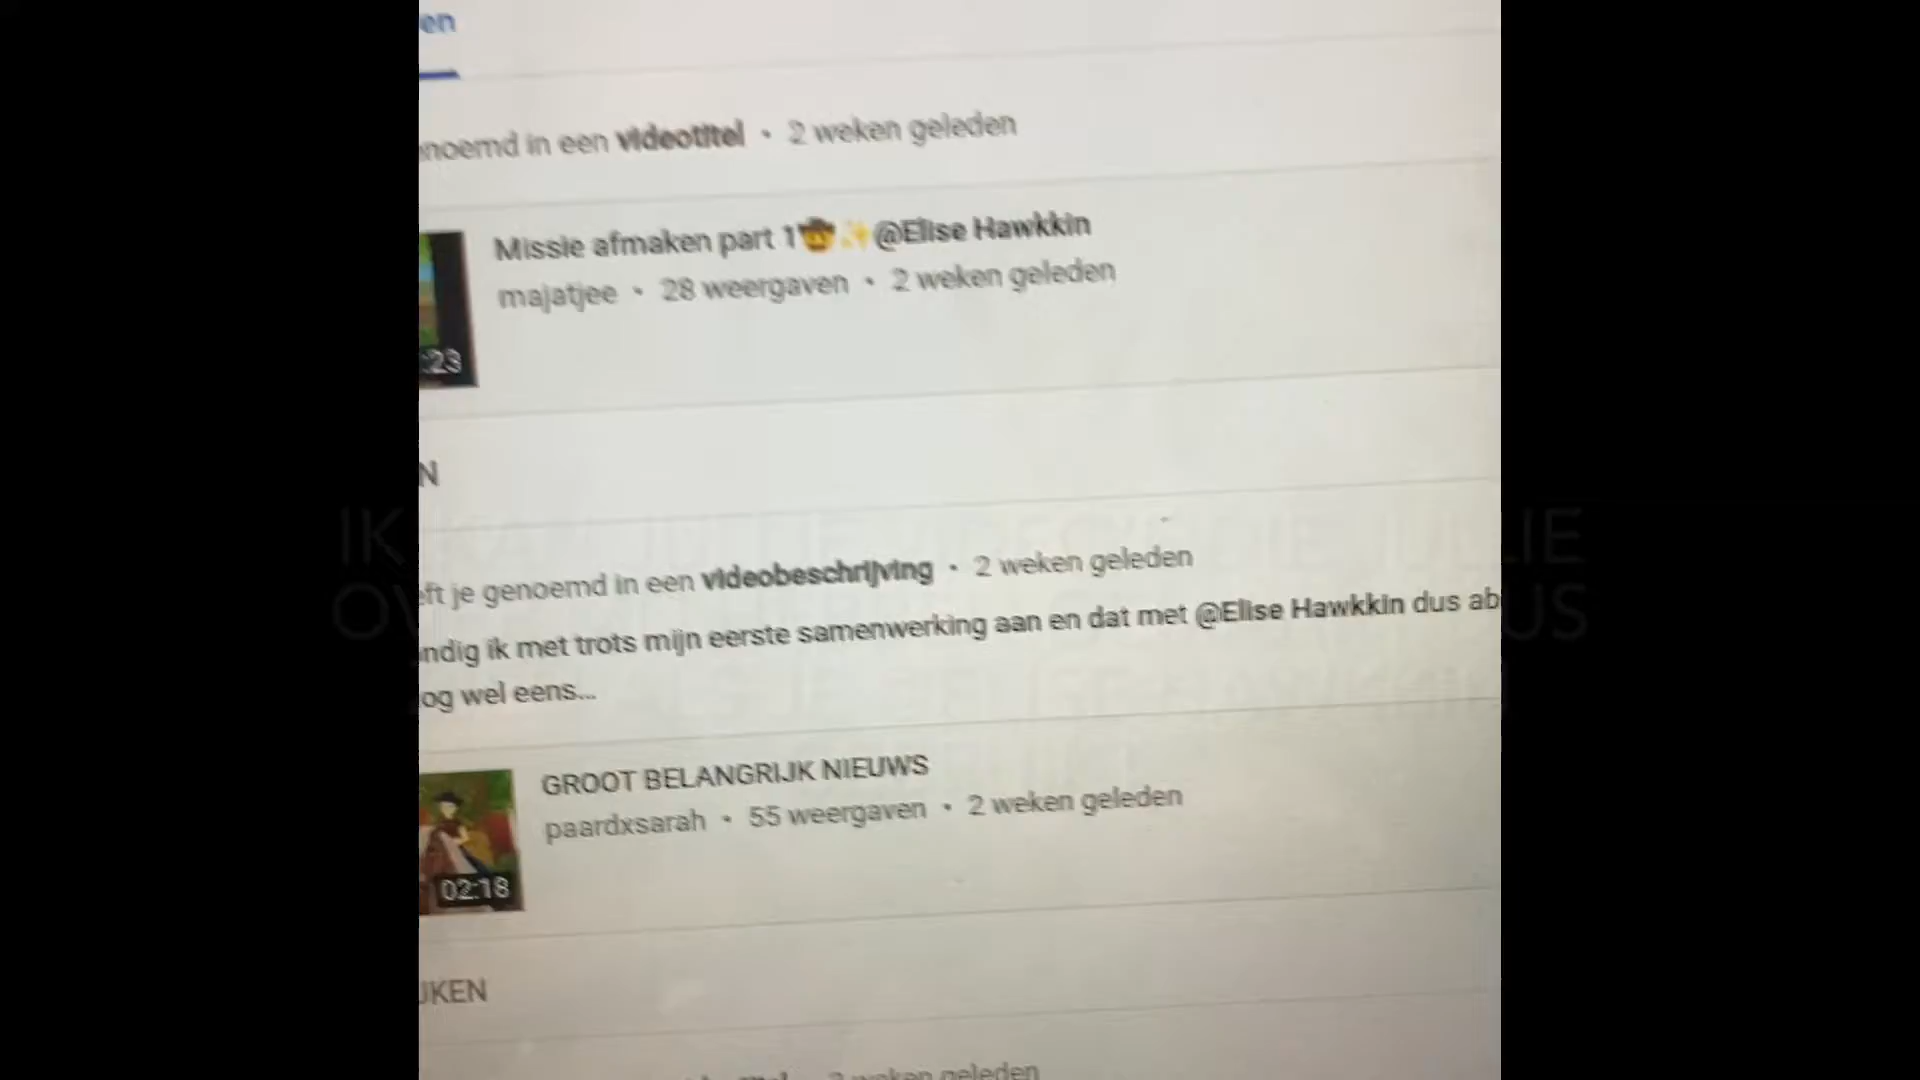 en
noemd in een videotitel • 2 weken geleden
Missie afmaken part 1🤠✨@Elise Hawkkin
majatjee • 28 weergaven • 2 weken geleden
:23
N
eft je genoemd in een videobeschrijving • 2 weken geleden
ndig ik met trots mijn eerste samenwerking aan en dat met @Elise Hawkkin dus ab
og wel eens...
GROOT BELANGRIJK NIEUWS
paardxsarah • 55 weergaven • 2 weken geleden
02:18
JKEN
2 weken geleden
IK